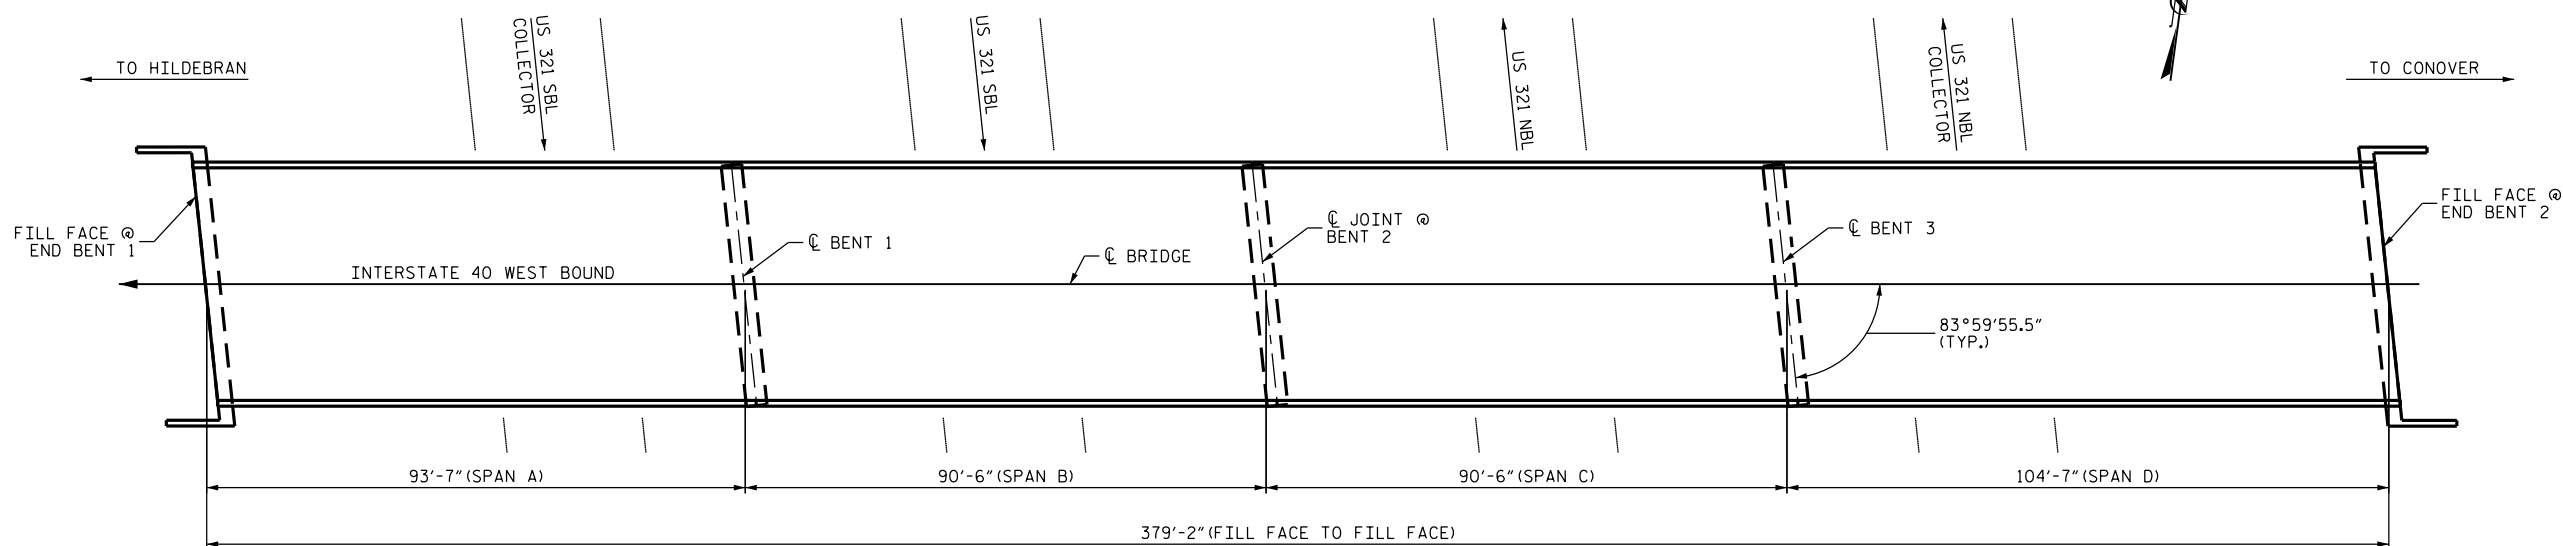 TO HILDEBRAN
US 321 SBL
COLLECTOR
US 321 SBL
US 321 NBL
US 321 NBL
COLLECTOR
N
TO CONOVER
FILL FACE @
END BENT 1
INTERSTATE 40 WEST BOUND
℄ BENT 1
℄ BRIDGE
℄ JOINT @
BENT 2
℄ BENT 3
83°59'55.5"
(TYP.)
FILL FACE @
END BENT 2
93'-7" (SPAN A)
90'-6" (SPAN B)
90'-6" (SPAN C)
104'-7" (SPAN D)
379'-2" (FILL FACE TO FILL FACE)